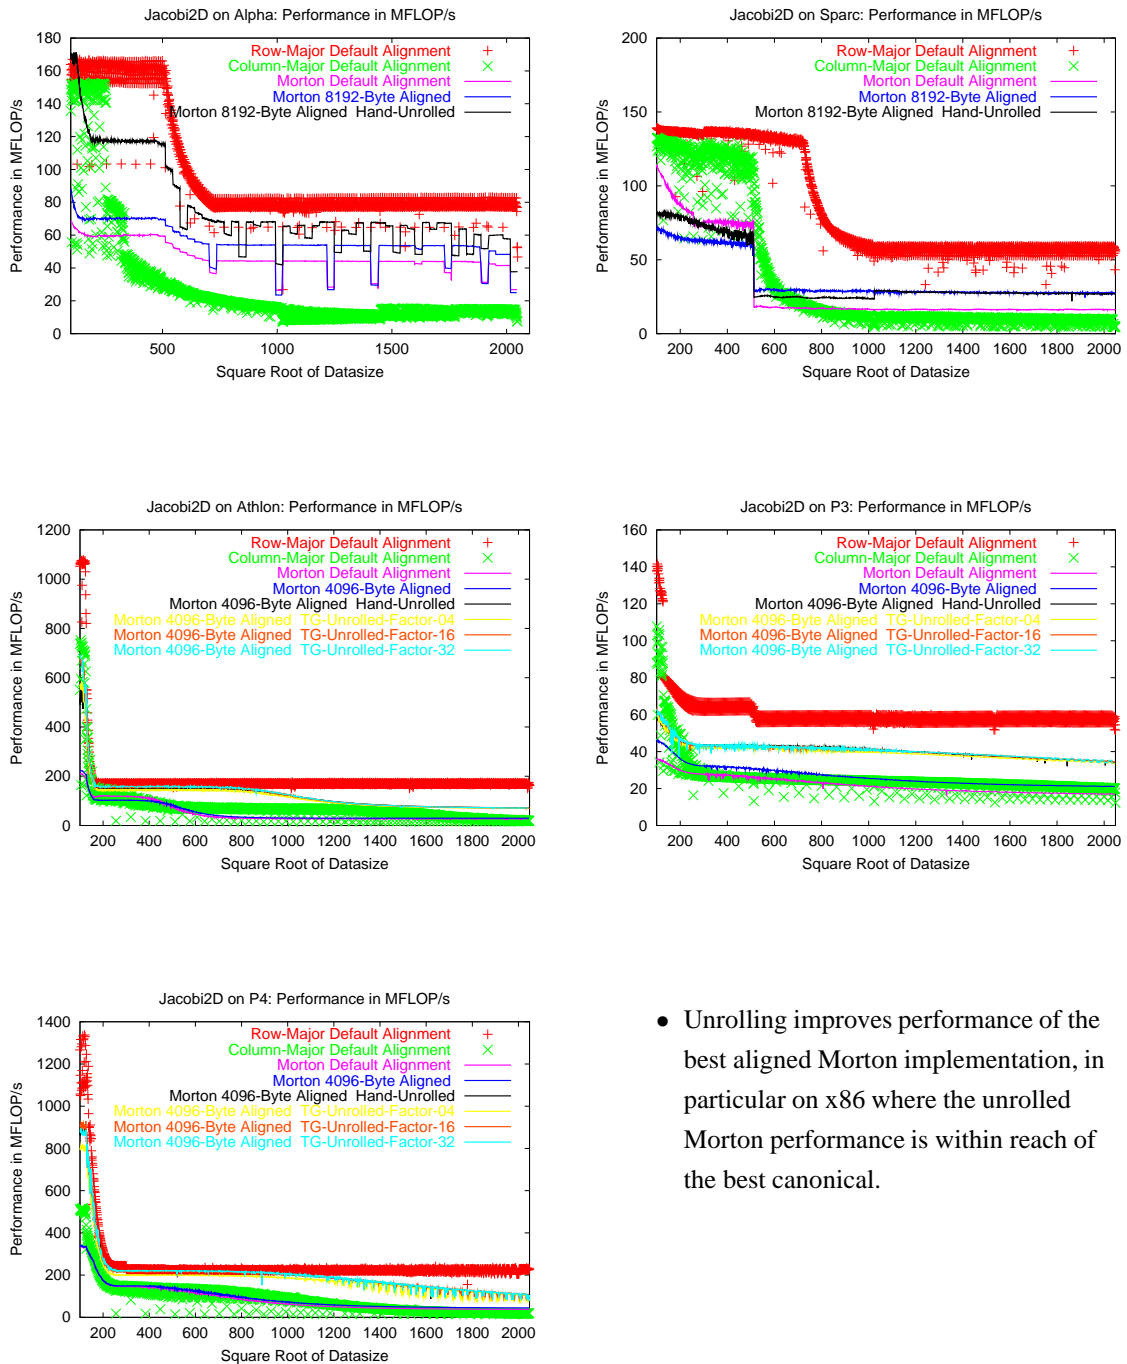 Jacobi2D on Alpha: Performance in MFLOP/s
Performance in MFLOP/s
180
160
140
120
100
80
60
40
20
0
Row-Major Default Alignment
Column-Major Default Alignment
Morton Default Alignment
Morton 8192-Byte Aligned
Morton 8192-Byte Aligned Hand-Unrolled
500 1000 1500 2000
Square Root of Datasize
Jacobi2D on Sparc: Performance in MFLOP/s
Performance in MFLOP/s
200
150
100
50
0
Row-Major Default Alignment
Column-Major Default Alignment
Morton Default Alignment
Morton 8192-Byte Aligned
Morton 8192-Byte Aligned Hand-Unrolled
200 400 600 800 1000 1200 1400 1600 1800 2000
Square Root of Datasize
Jacobi2D on Athlon: Performance in MFLOP/s
Performance in MFLOP/s
1200
1000
800
600
400
200
0
Row-Major Default Alignment
Column-Major Default Alignment
Morton Default Alignment
Morton 4096-Byte Aligned
Morton 4096-Byte Aligned Hand-Unrolled
Morton 4096-Byte Aligned TG-Unrolled-Factor-04
Morton 4096-Byte Aligned TG-Unrolled-Factor-16
Morton 4096-Byte Aligned TG-Unrolled-Factor-32
200 400 600 800 1000 1200 1400 1600 1800 2000
Square Root of Datasize
Jacobi2D on P3: Performance in MFLOP/s
Performance in MFLOP/s
160
140
120
100
80
60
40
20
0
Row-Major Default Alignment
Column-Major Default Alignment
Morton Default Alignment
Morton 4096-Byte Aligned
Morton 4096-Byte Aligned Hand-Unrolled
Morton 4096-Byte Aligned TG-Unrolled-Factor-04
Morton 4096-Byte Aligned TG-Unrolled-Factor-16
Morton 4096-Byte Aligned TG-Unrolled-Factor-32
200 400 600 800 1000 1200 1400 1600 1800 2000
Square Root of Datasize
Jacobi2D on P4: Performance in MFLOP/s
Performance in MFLOP/s
1400
1200
1000
800
600
400
200
0
Row-Major Default Alignment
Column-Major Default Alignment
Morton Default Alignment
Morton 4096-Byte Aligned
Morton 4096-Byte Aligned Hand-Unrolled
Morton 4096-Byte Aligned TG-Unrolled-Factor-04
Morton 4096-Byte Aligned TG-Unrolled-Factor-16
Morton 4096-Byte Aligned TG-Unrolled-Factor-32
200 400 600 800 1000 1200 1400 1600 1800 2000
Square Root of Datasize
• Unrolling improves performance of the
best aligned Morton implementation, in
particular on x86 where the unrolled
Morton performance is within reach of
the best canonical.